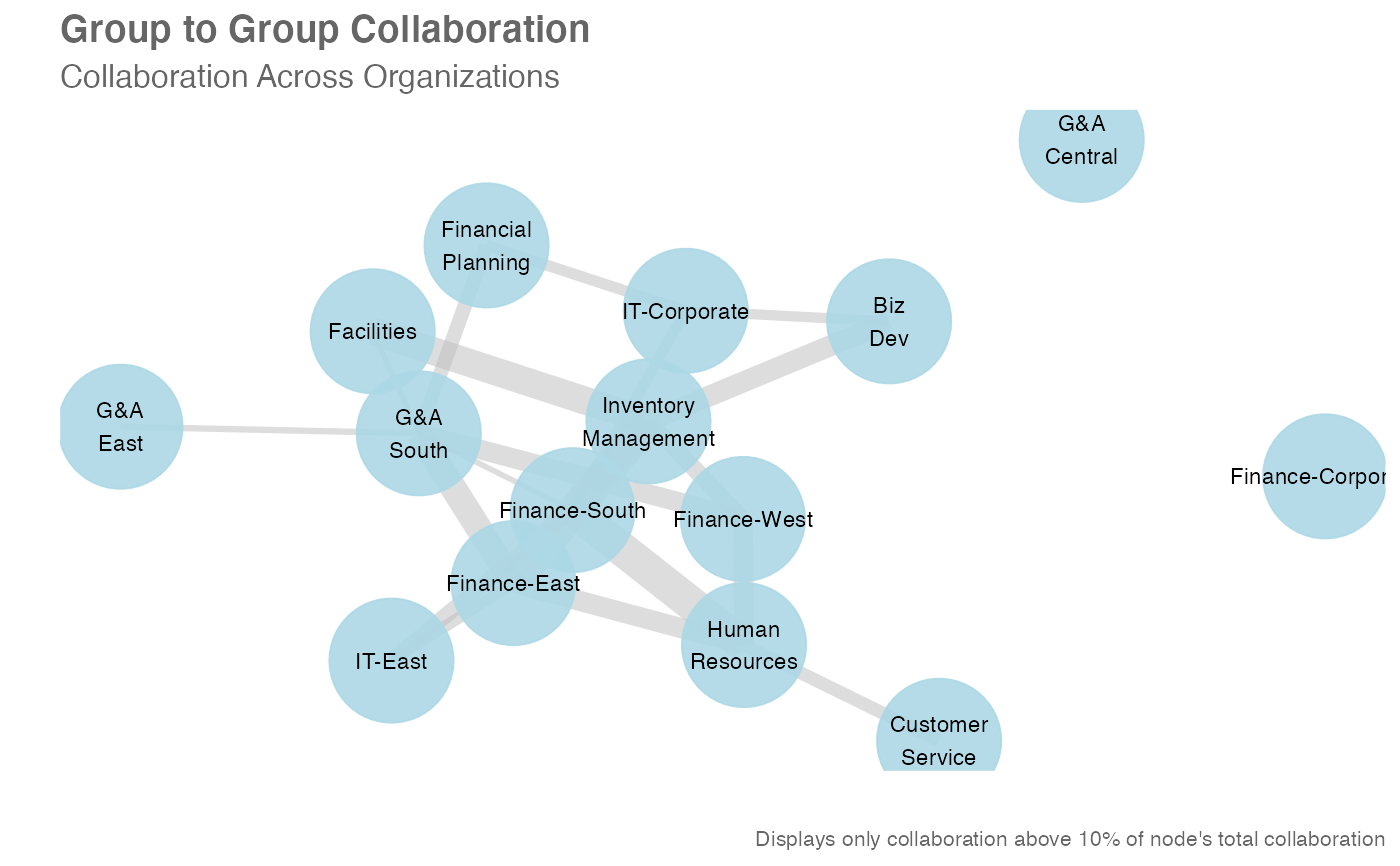 Group to Group Collaboration
Collaboration Across Organizations
G&A
Central
Financial
Planning
IT-Corporate
Biz
Dev
Facilities
G&A
East
G&A
South
Inventory
Management
Finance-Corpor
Finance-South
Finance-West
Finance-East
Human
Resources
IT-East
Customer
Service
Displays only collaboration above 10% of node's total collaboration